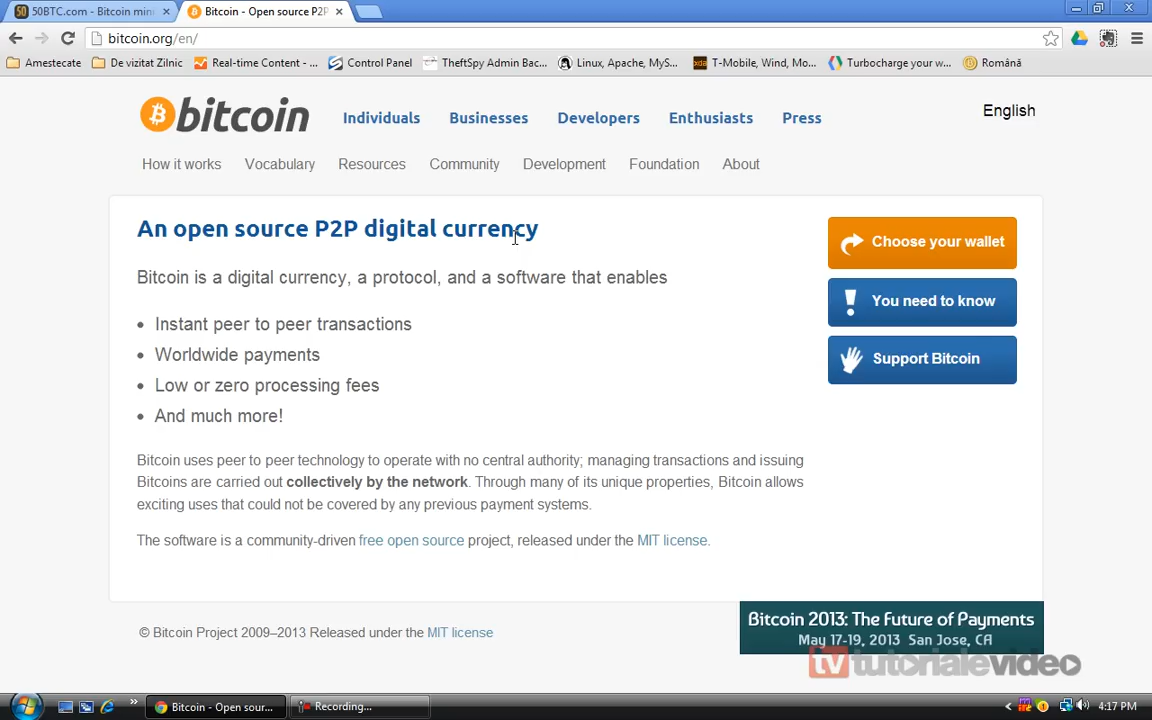 50BTC.com - Bitcoin min
Bitcoin - Open source P2P
bitcoin.org/en/
Amestecate
De vizitat Zilnic
Real-time Content - ...
Control Panel
TheftSpy Admin Bac...
Linux, Apache, MyS...
T-Mobile, Wind, Mo...
Turbocharge your w...
Română
bitcoin
Individuals
Businesses
Developers
Enthusiasts
Press
English
How it works
Vocabulary
Resources
Community
Development
Foundation
About
An open source P2P digital currency
Choose your wallet
Bitcoin is a digital currency, a protocol, and a software that enables
You need to know
Instant peer to peer transactions
Worldwide payments
Support Bitcoin
Low or zero processing fees
And much more!
Bitcoin uses peer to peer technology to operate with no central authority; managing transactions and issuing
Bitcoins are carried out collectively by the network. Through many of its unique properties, Bitcoin allows
exciting uses that could not be covered by any previous payment systems.
The software is a community-driven free open source project, released under the MIT license.
Bitcoin 2013: The Future of Payments
May 17-19, 2013 San Jose, CA
© Bitcoin Project 2009–2013 Released under the MIT license
tvtutorialevideo
Bitcoin - Open sour...
Recording...
4:17 PM